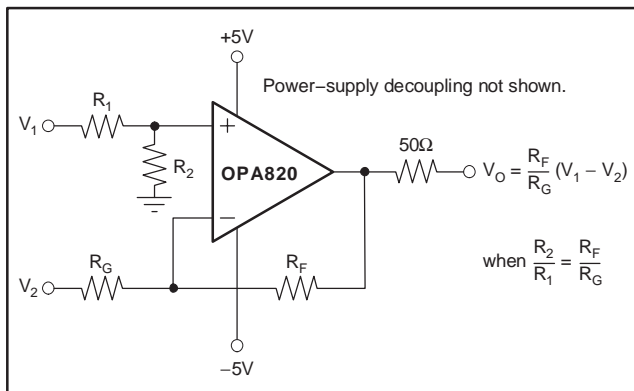 +5V
Power−supply decoupling not shown.
R1
V1
+
R2
OPA820
50Ω
VO = RF/RG (V1 − V2)
−
when R2/R1 = RF/RG
RG
RF
V2
−5V